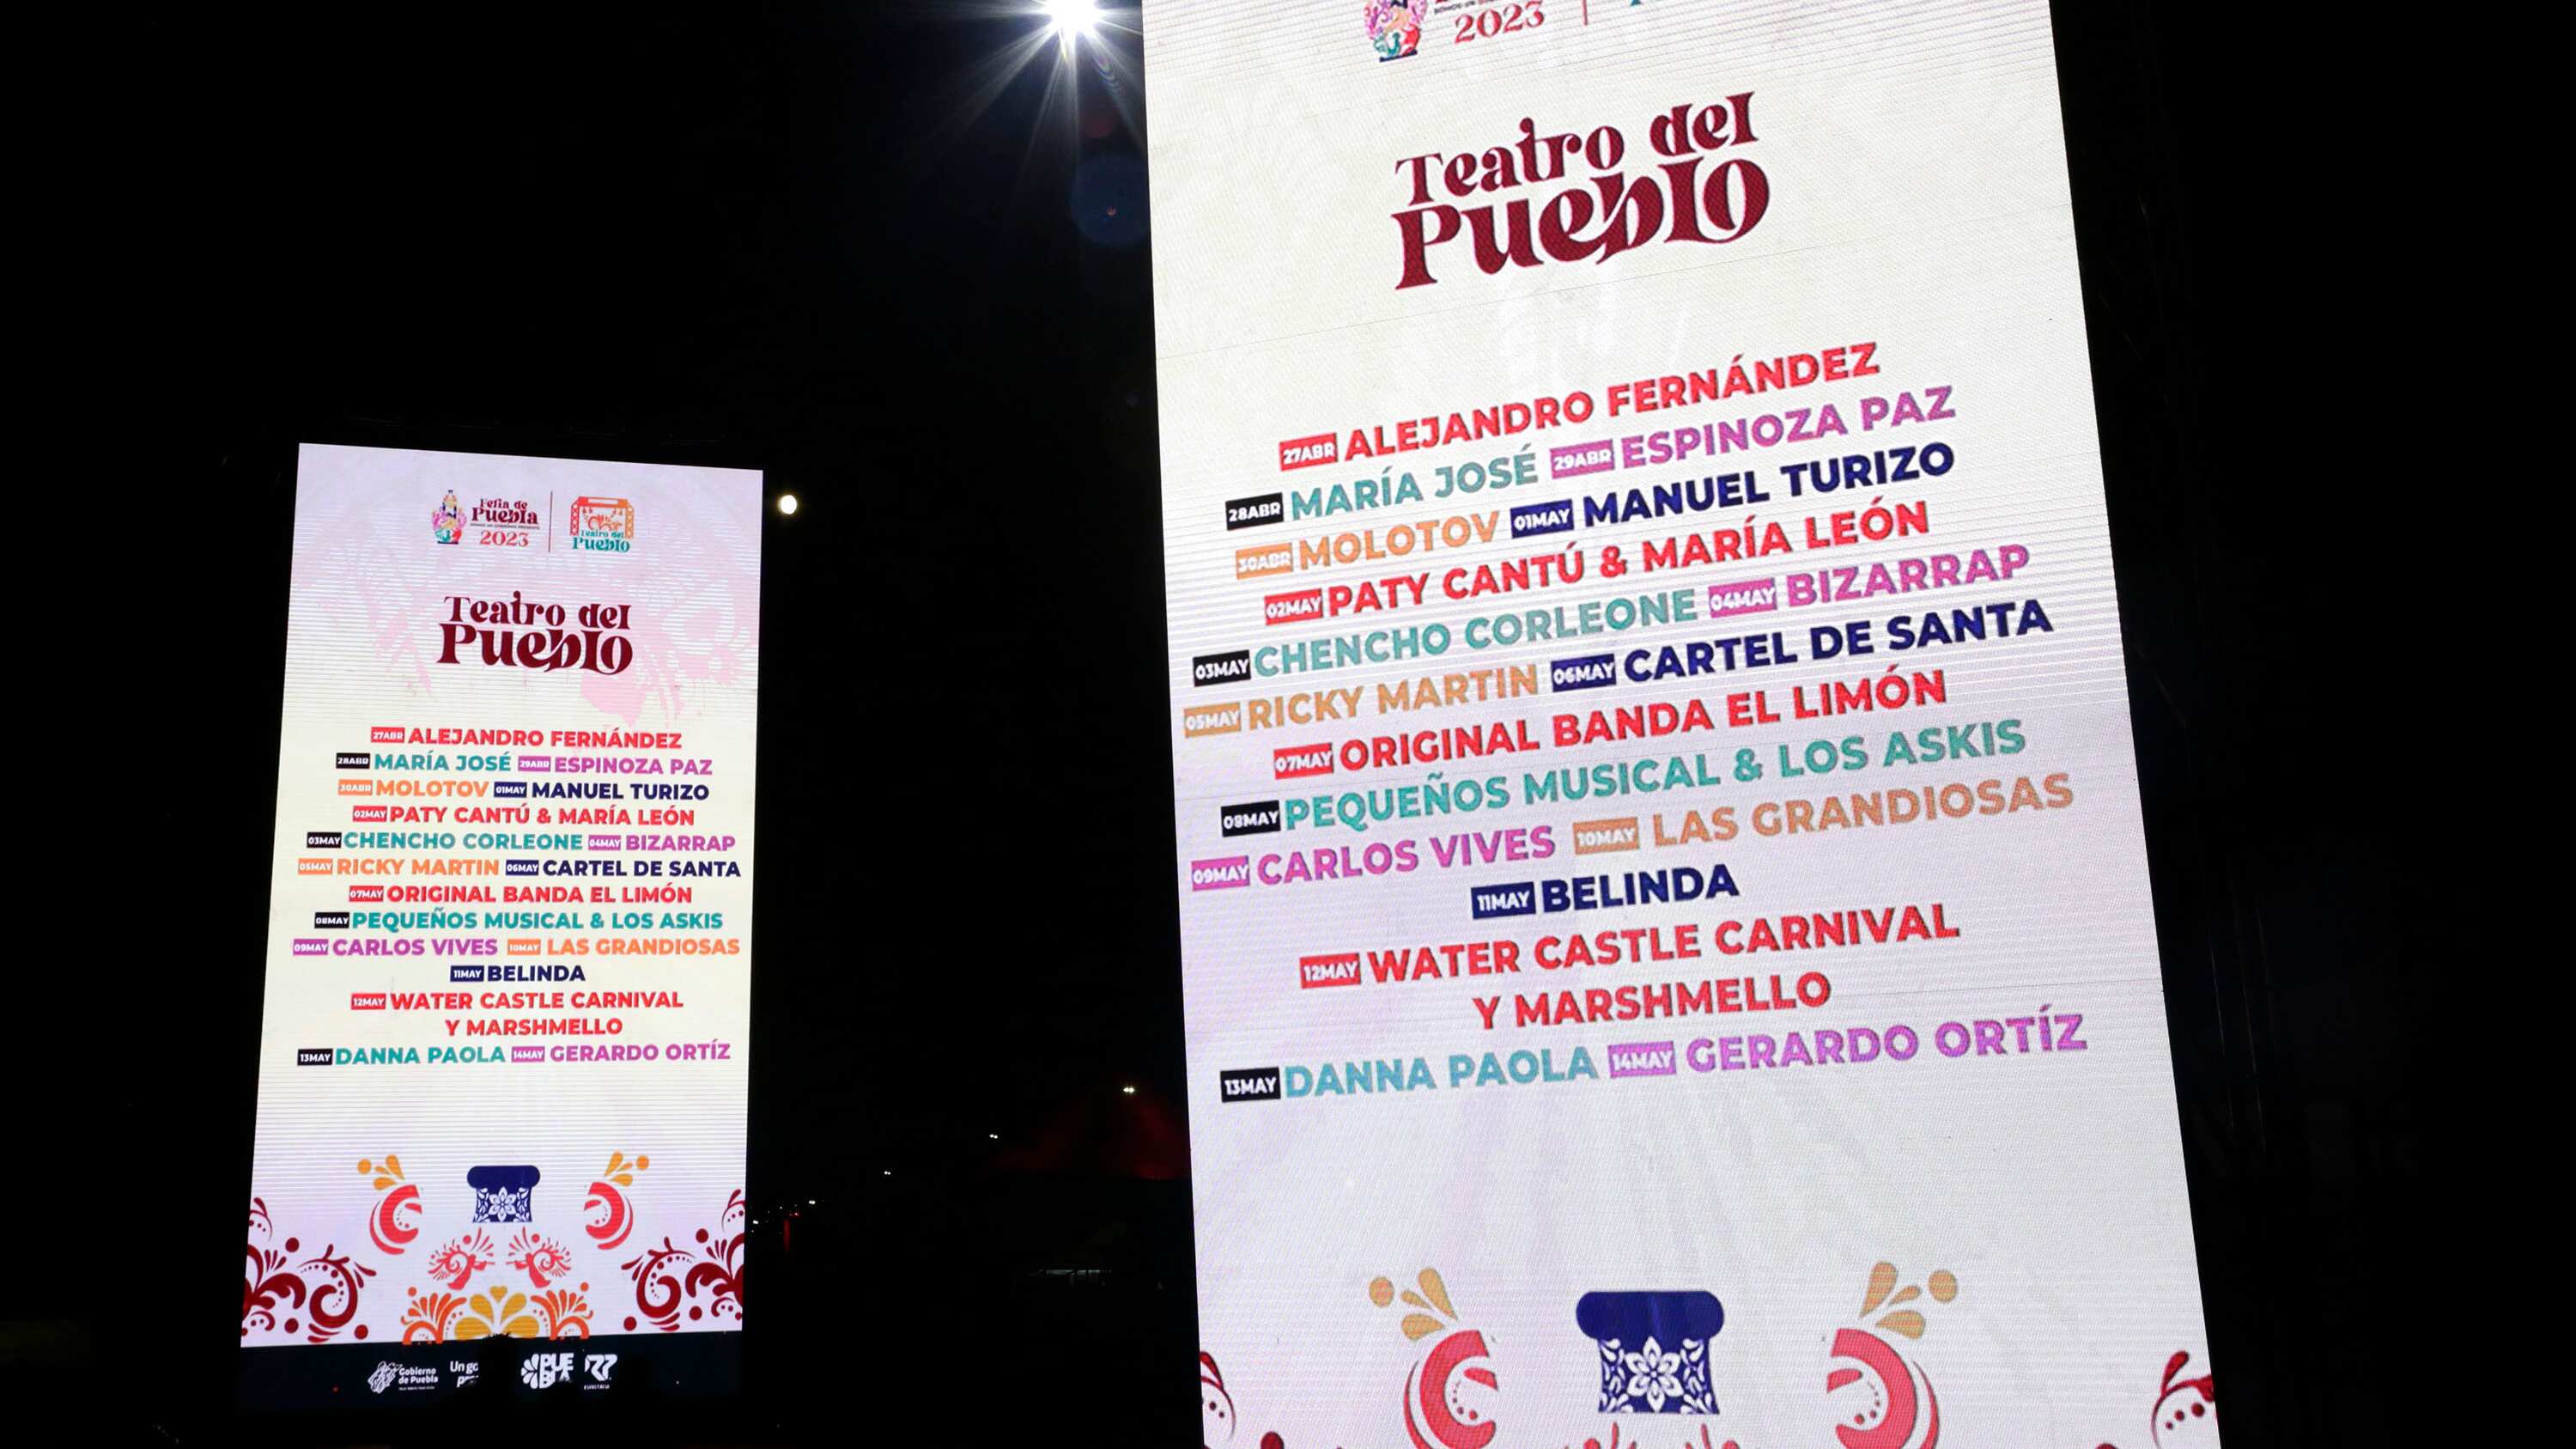 Feria de
Puebla
2023
Teatro del
Pueblo
Teatro del
Pueblo
27ABR ALEJANDRO FERNÁNDEZ
28ABR MARÍA JOSÉ 29ABR ESPINOZA PAZ
30ABR MOLOTOV 01MAY MANUEL TURIZO
02MAY PATY CANTÚ & MARÍA LEÓN
03MAY CHENCHO CORLEONE 04MAY BIZARRAP
05MAY RICKY MARTIN 06MAY CARTEL DE SANTA
07MAY ORIGINAL BANDA EL LIMÓN
08MAY PEQUEÑOS MUSICAL & LOS ASKIS
09MAY CARLOS VIVES 10MAY LAS GRANDIOSAS
11MAY BELINDA
12MAY WATER CASTLE CARNIVAL
Y MARSHMELLO
13MAY DANNA PAOLA 14MAY GERARDO ORTÍZ
Gobierno
de Puebla
Un go
PUE
BLA
2023
Teatro del
Pueblo
27ABR ALEJANDRO FERNÁNDEZ
28ABR MARÍA JOSÉ 29ABR ESPINOZA PAZ
30ABR MOLOTOV 01MAY MANUEL TURIZO
02MAY PATY CANTÚ & MARÍA LEÓN
03MAY CHENCHO CORLEONE 04MAY BIZARRAP
05MAY RICKY MARTIN 06MAY CARTEL DE SANTA
07MAY ORIGINAL BANDA EL LIMÓN
08MAY PEQUEÑOS MUSICAL & LOS ASKIS
09MAY CARLOS VIVES 10MAY LAS GRANDIOSAS
11MAY BELINDA
12MAY WATER CASTLE CARNIVAL
Y MARSHMELLO
13MAY DANNA PAOLA 14MAY GERARDO ORTÍZ